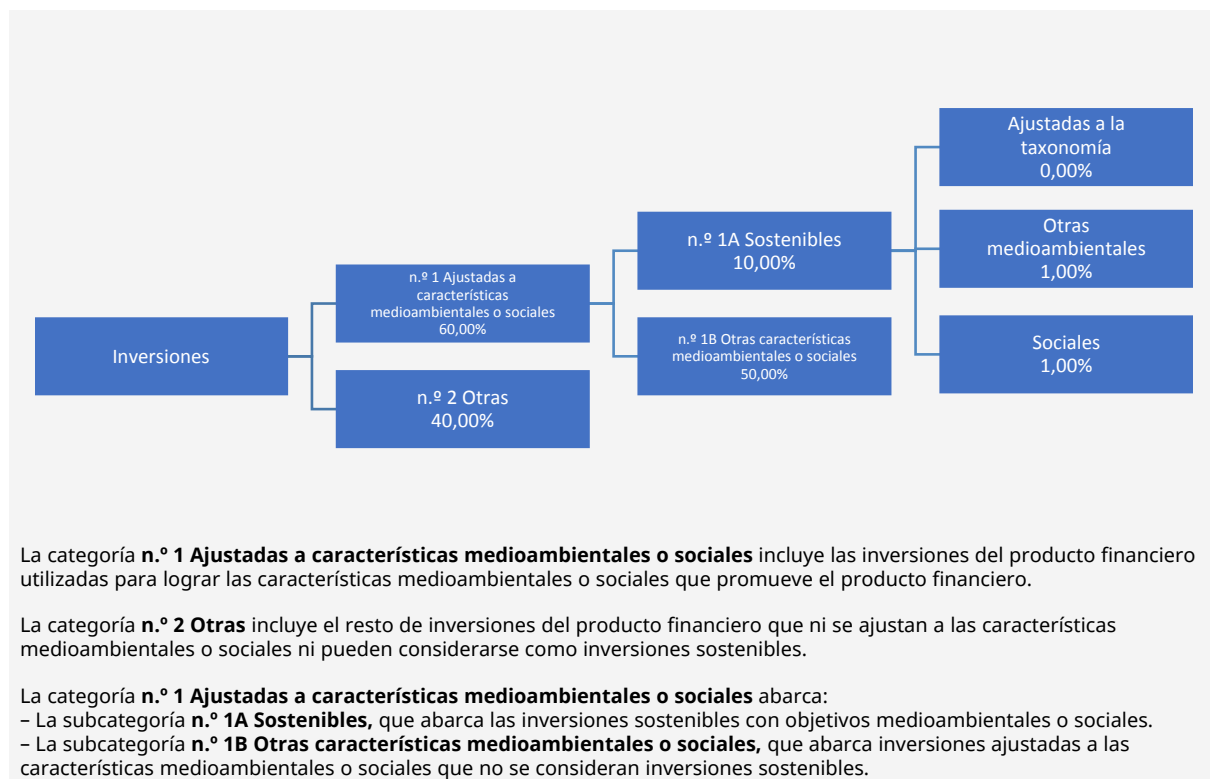 Inversiones
n.º 1 Ajustadas a
características
medioambientales o sociales
60,00%
n.º 2 Otras
40,00%
n.º 1A Sostenibles
10,00%
n.º 1B Otras características
medioambientales o sociales
50,00%
Ajustadas a la
taxonomía
0,00%
Otras
medioambientales
1,00%
Sociales
1,00%
La categoría n.º 1 Ajustadas a características medioambientales o sociales incluye las inversiones del producto financiero
utilizadas para lograr las características medioambientales o sociales que promueve el producto financiero.
La categoría n.º 2 Otras incluye el resto de inversiones del producto financiero que ni se ajustan a las características
medioambientales o sociales ni pueden considerarse como inversiones sostenibles.
La categoría n.º 1 Ajustadas a características medioambientales o sociales abarca:
– La subcategoría n.º 1A Sostenibles, que abarca las inversiones sostenibles con objetivos medioambientales o sociales.
– La subcategoría n.º 1B Otras características medioambientales o sociales, que abarca inversiones ajustadas a las
características medioambientales o sociales que no se consideran inversiones sostenibles.